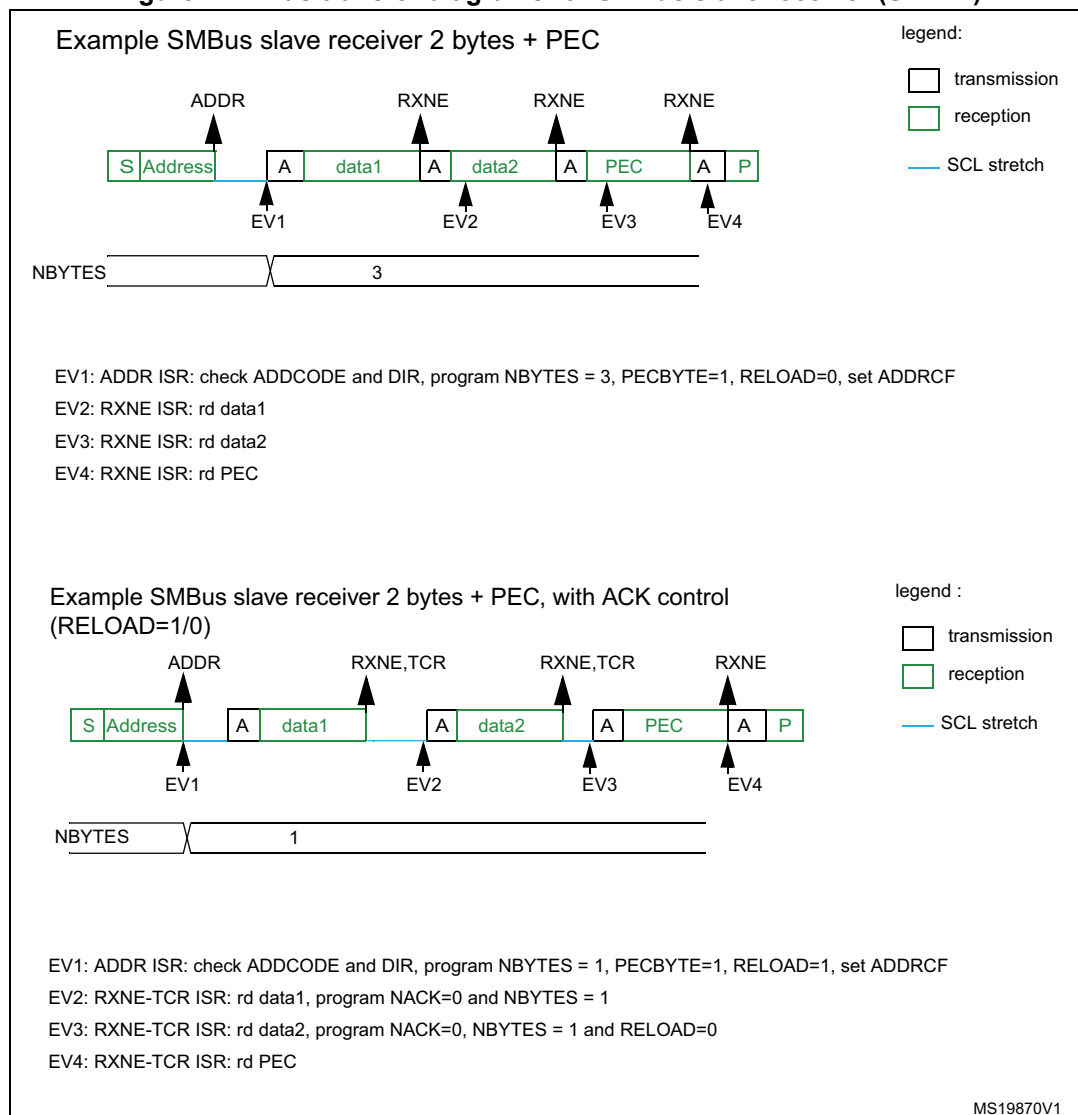 Example SMBus slave receiver 2 bytes + PEC
legend:
transmission
reception
SCL stretch
ADDR RXNE RXNE RXNE
S Address A data1 A data2 A PEC A P
EV1 EV2 EV3 EV4
NBYTES 3
EV1: ADDR ISR: check ADDCODE and DIR, program NBYTES = 3, PECBYTE=1, RELOAD=0, set ADDRCF
EV2: RXNE ISR: rd data1
EV3: RXNE ISR: rd data2
EV4: RXNE ISR: rd PEC
Example SMBus slave receiver 2 bytes + PEC, with ACK control
(RELOAD=1/0)
legend :
transmission
reception
SCL stretch
ADDR RXNE,TCR RXNE,TCR RXNE
S Address A data1 A data2 A PEC A P
EV1 EV2 EV3 EV4
NBYTES 1
EV1: ADDR ISR: check ADDCODE and DIR, program NBYTES = 1, PECBYTE=1, RELOAD=1, set ADDRCF
EV2: RXNE-TCR ISR: rd data1, program NACK=0 and NBYTES = 1
EV3: RXNE-TCR ISR: rd data2, program NACK=0, NBYTES = 1 and RELOAD=0
EV4: RXNE-TCR ISR: rd PEC
MS19870V1